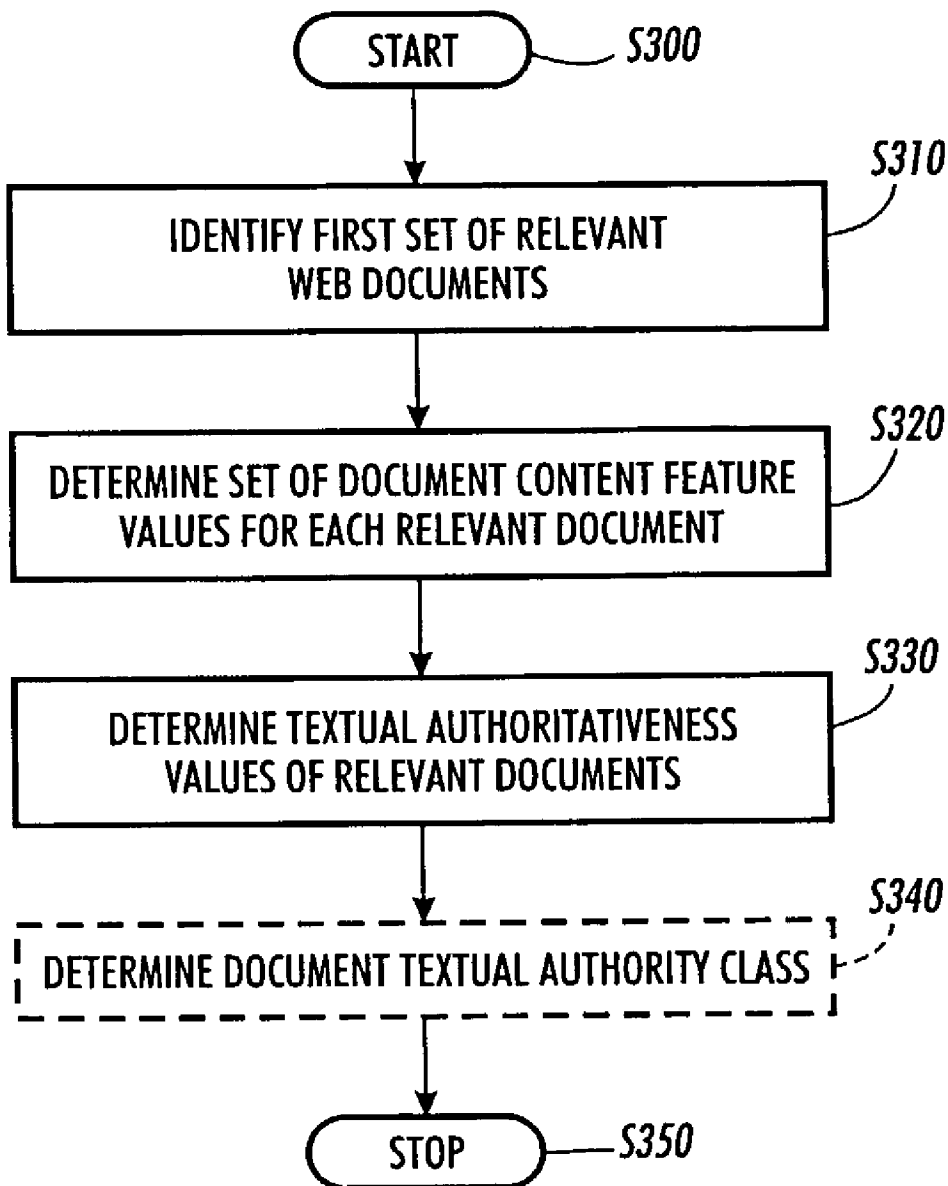 START
S300
S310
IDENTIFY FIRST SET OF RELEVANT
WEB DOCUMENTS
S320
DETERMINE SET OF DOCUMENT CONTENT FEATURE
VALUES FOR EACH RELEVANT DOCUMENT
S330
DETERMINE TEXTUAL AUTHORITATIVENESS
VALUES OF RELEVANT DOCUMENTS
S340
DETERMINE DOCUMENT TEXTUAL AUTHORITY CLASS
STOP
S350